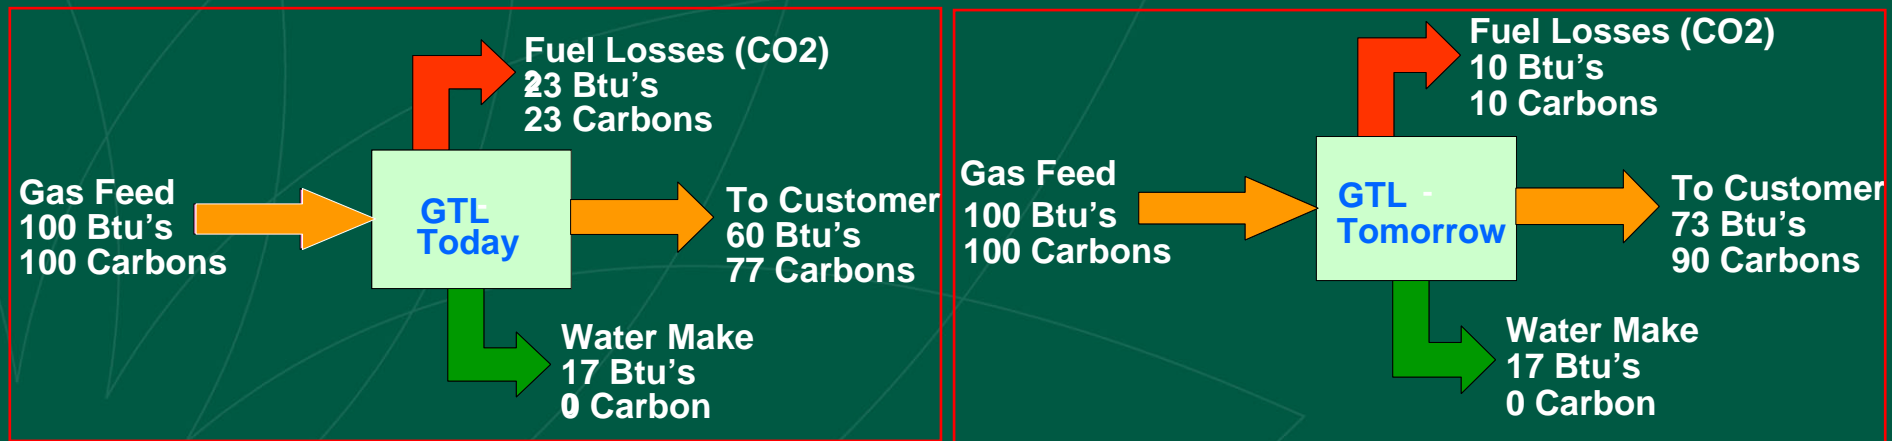 Fuel Losses (CO2)
23 Btu's
23 Carbons
Gas Feed
100 Btu's
100 Carbons
GTL
Today
To Customer
60 Btu's
77 Carbons
Water Make
17 Btu's
0 Carbon
Fuel Losses (CO2)
10 Btu's
10 Carbons
Gas Feed
100 Btu's
100 Carbons
GTL -
Tomorrow
To Customer
73 Btu's
90 Carbons
Water Make
17 Btu's
0 Carbon